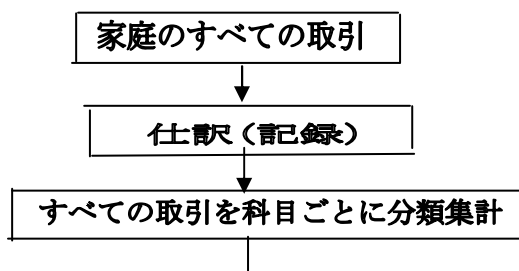 家庭のすべての取引
仕訳（記録）
すべての取引を科目ごとに分類集計